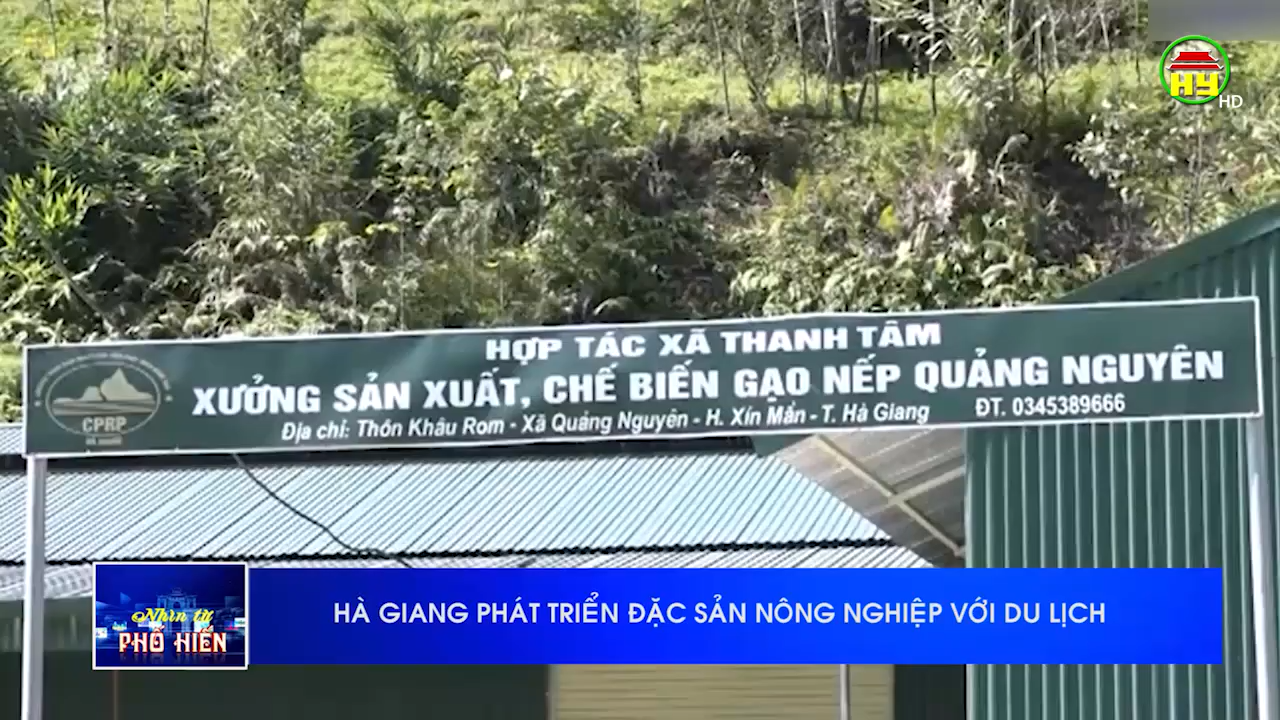 HY
HD
HỢP TÁC XÃ THANH TÂM
XƯỞNG SẢN XUẤT, CHẾ BIẾN GẠO NẾP QUẢNG NGUYÊN
Địa chỉ: Thôn Khâu Rom - Xã Quảng Nguyên - H. Xín Mần - T. Hà Giang ĐT. 0345389666
CPRP
Nhìn từ
PHỐ HIẾN
HÀ GIANG PHÁT TRIỂN ĐẶC SẢN NÔNG NGHIỆP VỚI DU LỊCH